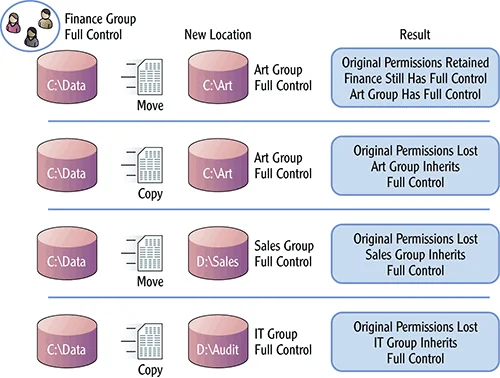 Finance Group
Full Control
New Location
Result
C:\Data
Move
C:\Art
Art Group
Full Control
Original Permissions Retained
Finance Still Has Full Control
Art Group Has Full Control
C:\Data
Copy
C:\Art
Art Group
Full Control
Original Permissions Lost
Art Group Inherits
Full Control
C:\Data
Move
D:\Sales
Sales Group
Full Control
Original Permissions Lost
Sales Group Inherits
Full Control
C:\Data
Copy
D:\Audit
IT Group
Full Control
Original Permissions Lost
IT Group Inherits
Full Control